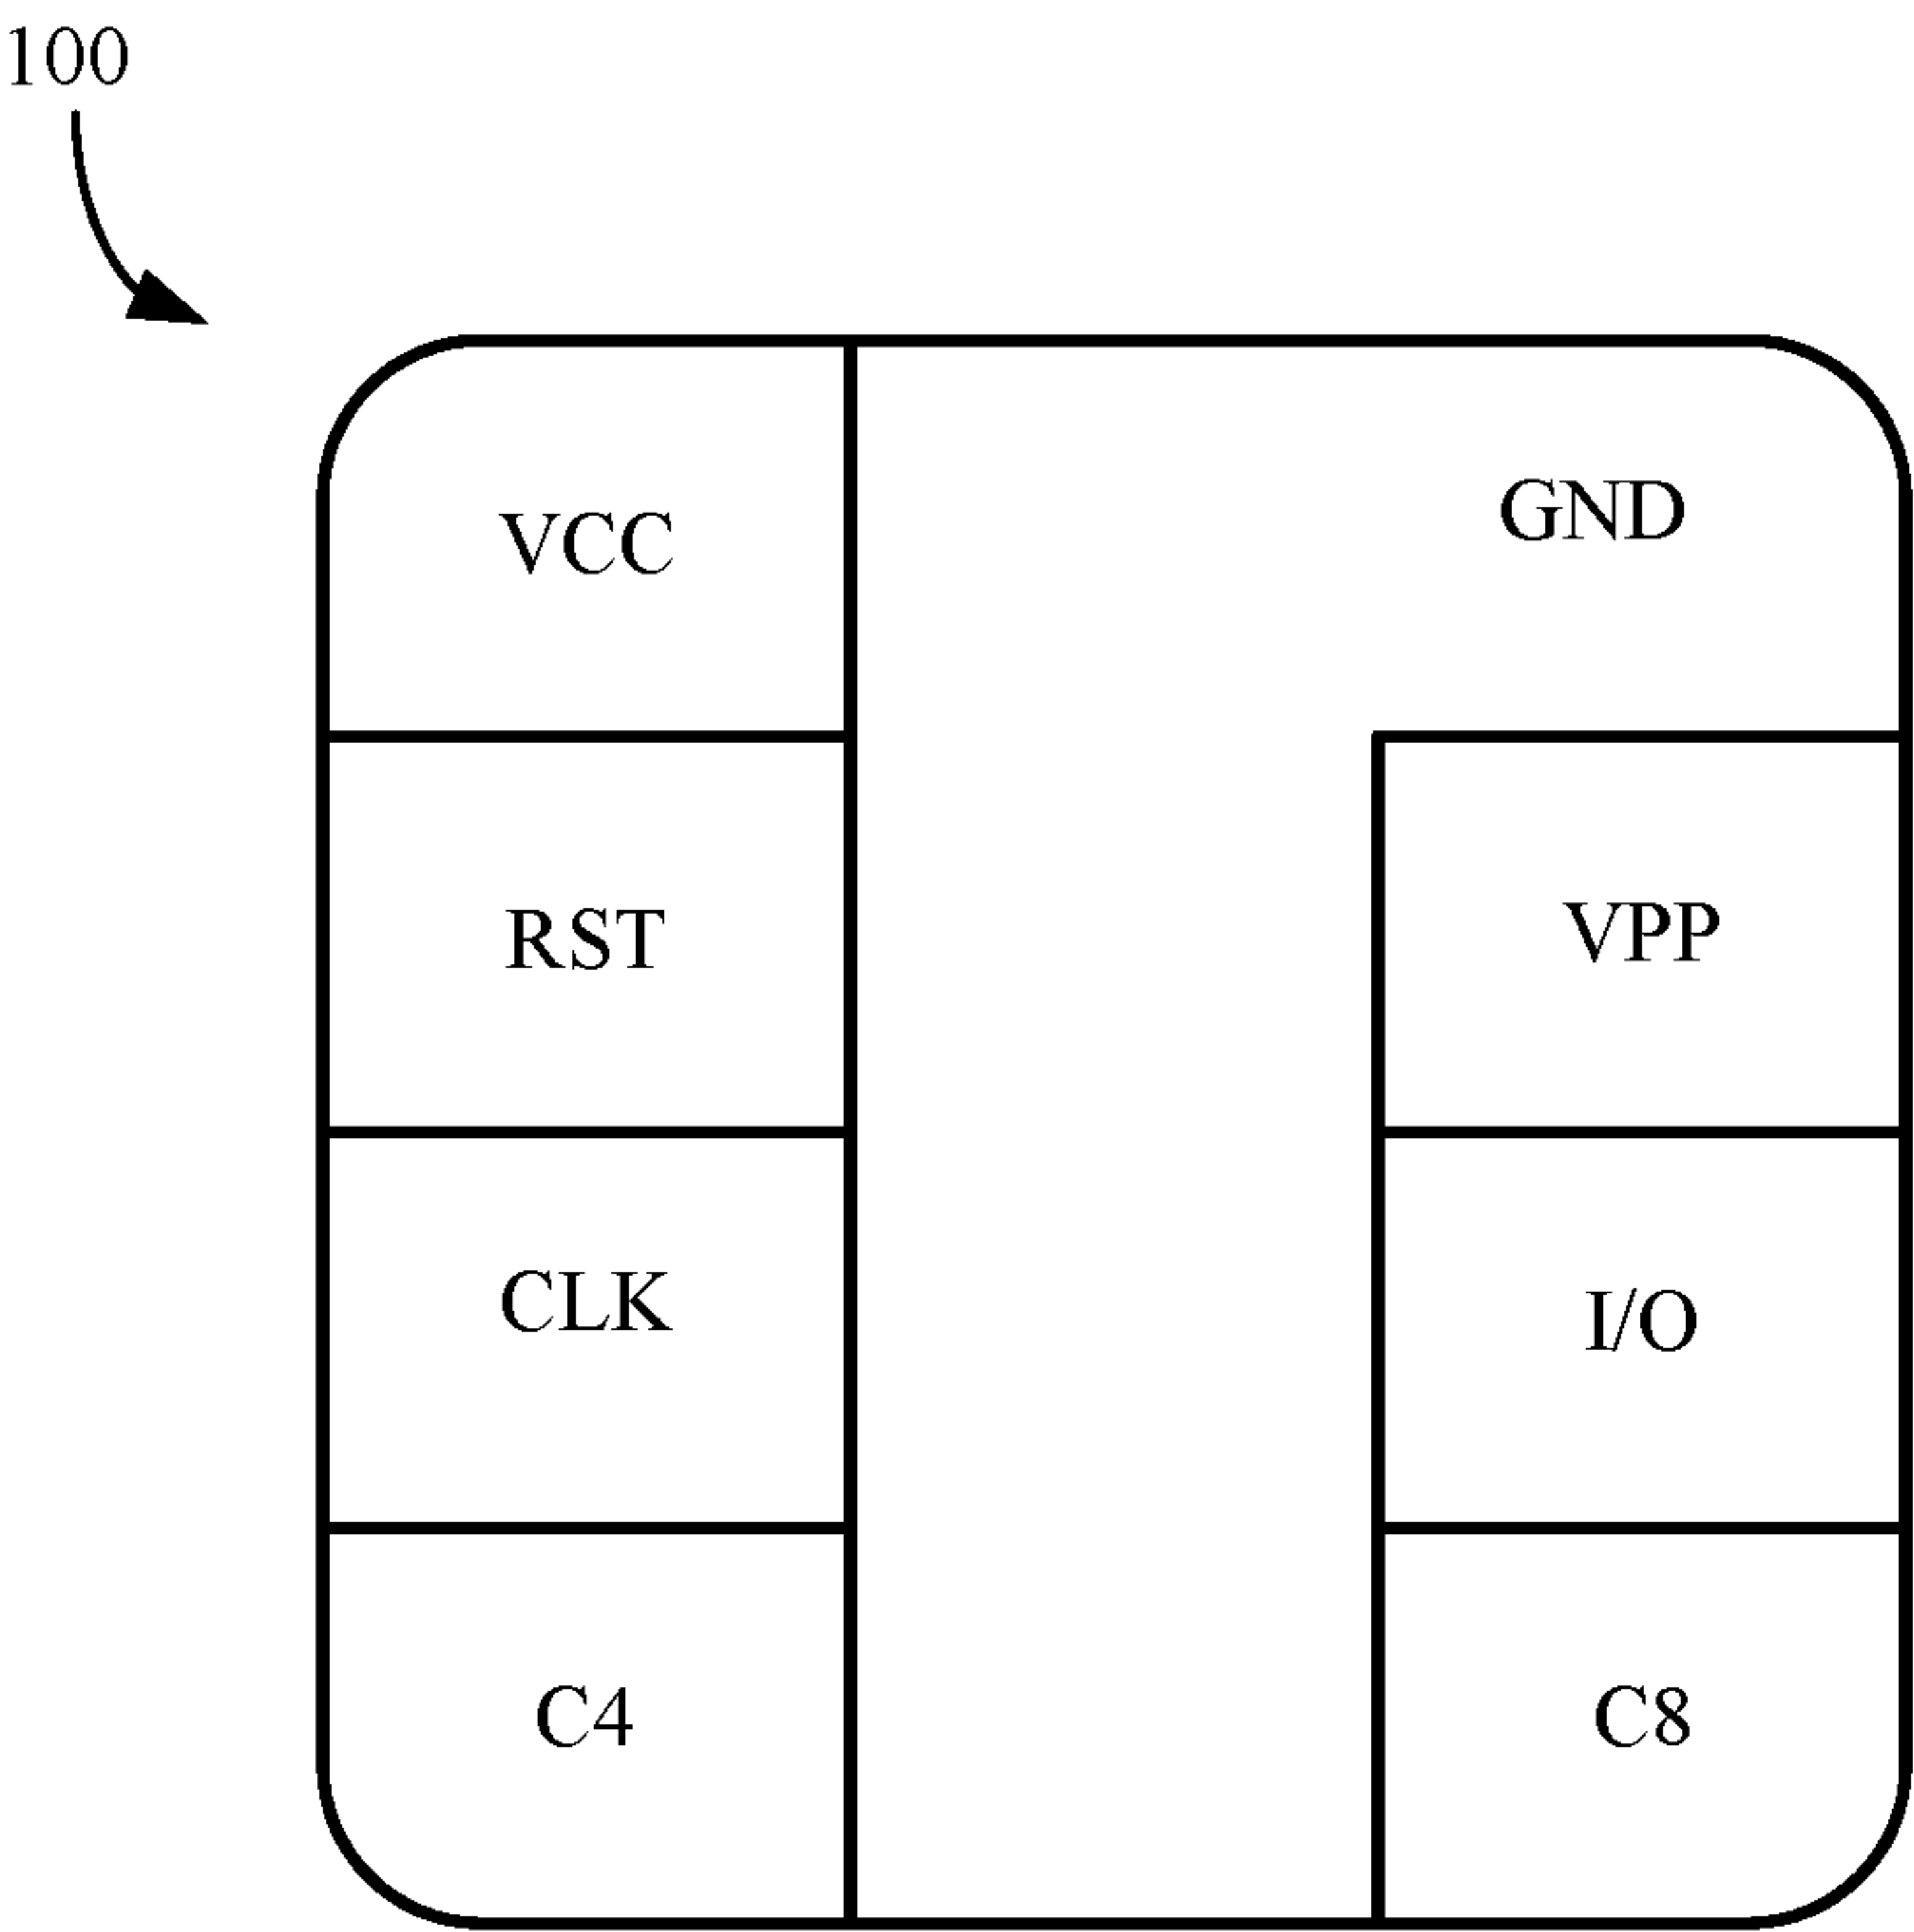 100
VCC
GND
RST
VPP
CLK
I/O
C4
C8